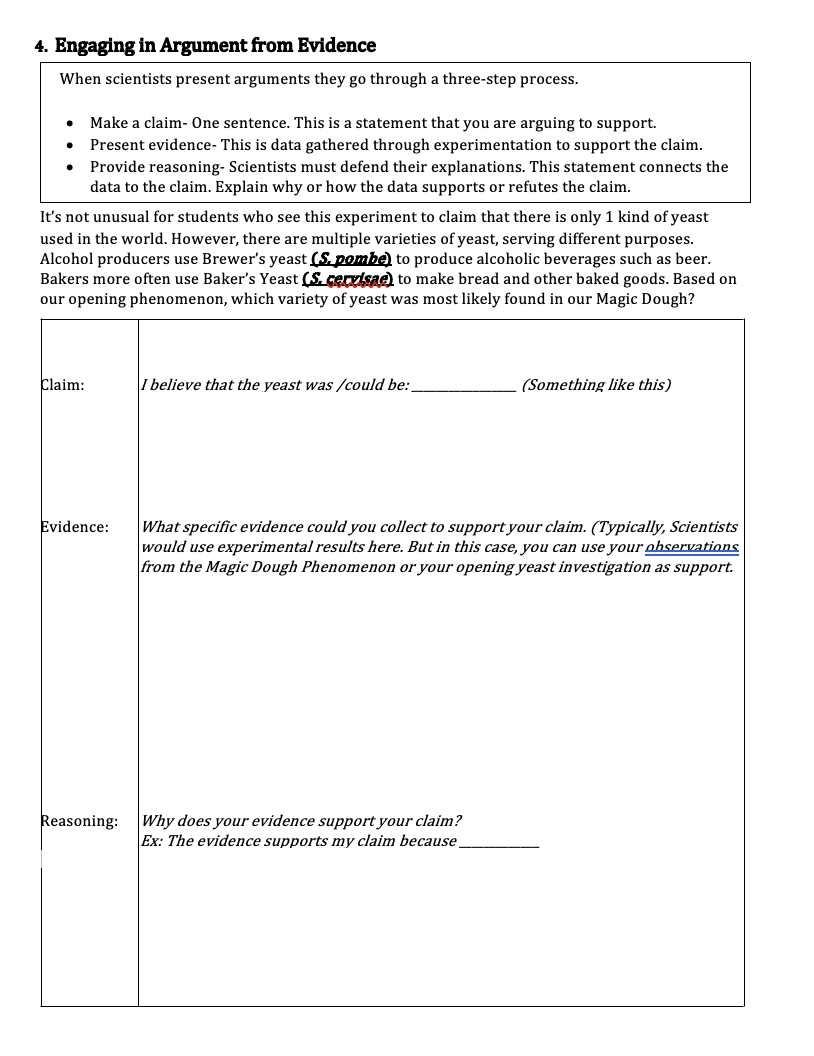 4. Engaging in Argument from Evidence
When scientists present arguments they go through a three-step process.
• Make a claim- One sentence. This is a statement that you are arguing to support.
• Present evidence- This is data gathered through experimentation to support the claim.
• Provide reasoning- Scientists must defend their explanations. This statement connects the
data to the claim. Explain why or how the data supports or refutes the claim.
It's not unusual for students who see this experiment to claim that there is only 1 kind of yeast
used in the world. However, there are multiple varieties of yeast, serving different purposes.
Alcohol producers use Brewer's yeast (S. pombe) to produce alcoholic beverages such as beer.
Bakers more often use Baker's Yeast (S. cervisae) to make bread and other baked goods. Based on
our opening phenomenon, which variety of yeast was most likely found in our Magic Dough?
Claim: I believe that the yeast was /could be: ________________ (Something like this)
Evidence: What specific evidence could you collect to support your claim. (Typically, Scientists
would use experimental results here. But in this case, you can use your observations
from the Magic Dough Phenomenon or your opening yeast investigation as support.
Reasoning: Why does your evidence support your claim?
Ex: The evidence supports my claim because ____________